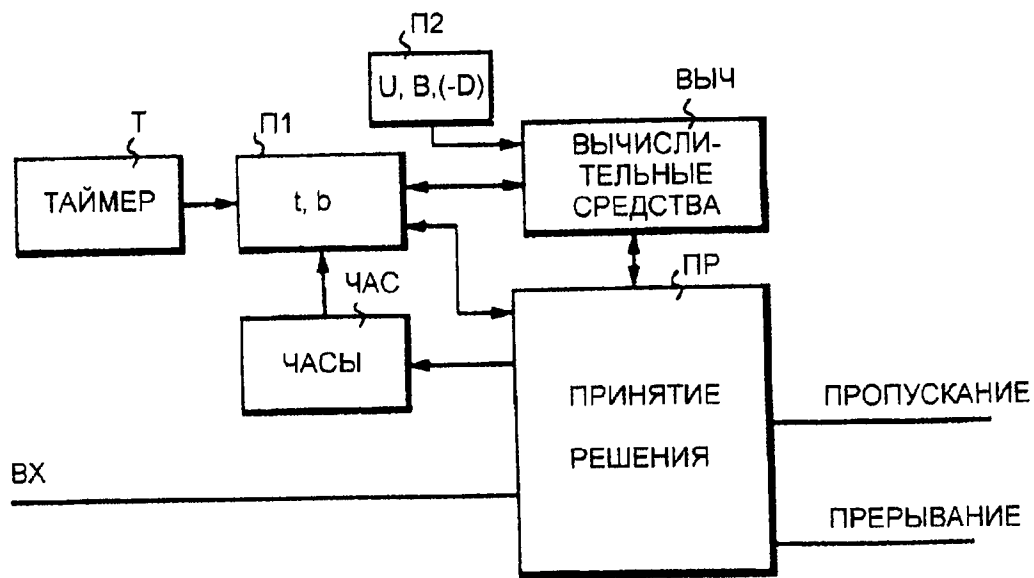 П2
U, B,(-D)
ВЫЧ
Т
П1
ВЫЧИСЛИ-
ТЕЛЬНЫЕ
СРЕДСТВА
ТАЙМЕР
t, b
ПР
ЧАС
ЧАСЫ
ПРИНЯТИЕ
РЕШЕНИЯ
ПРОПУСКАНИЕ
ВХ
ПРЕРЫВАНИЕ